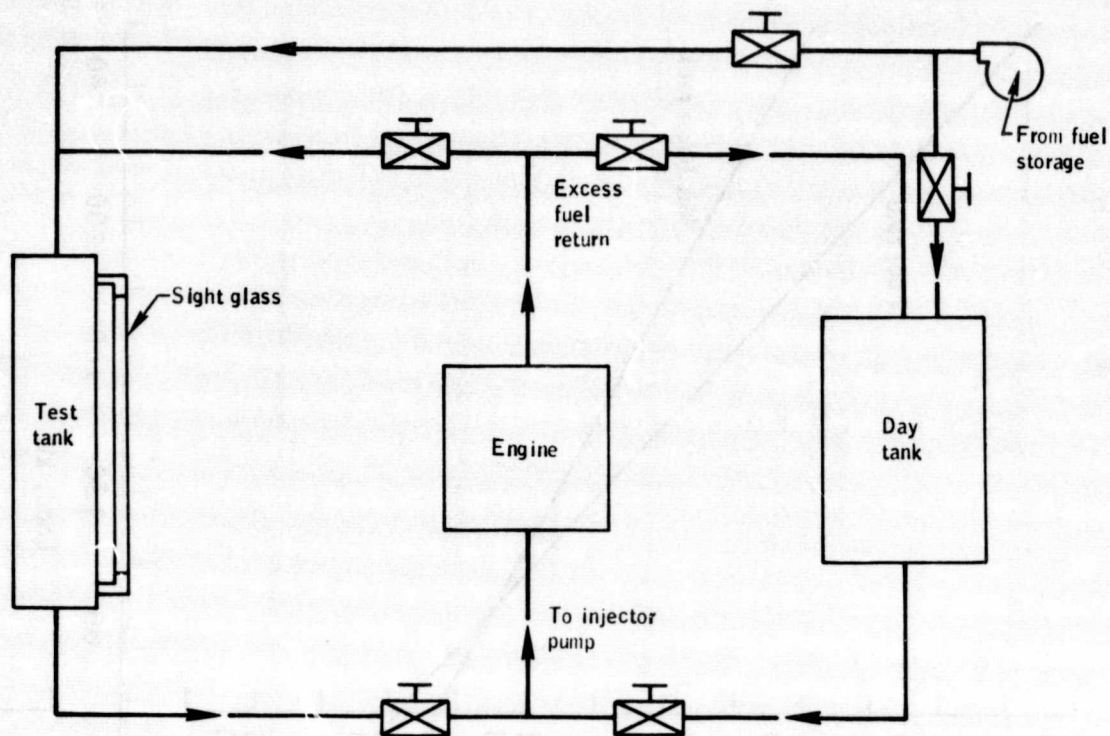 From fuel
storage
Excess
fuel
return
Sight glass
Test
tank
Engine
Day
tank
To injector
pump